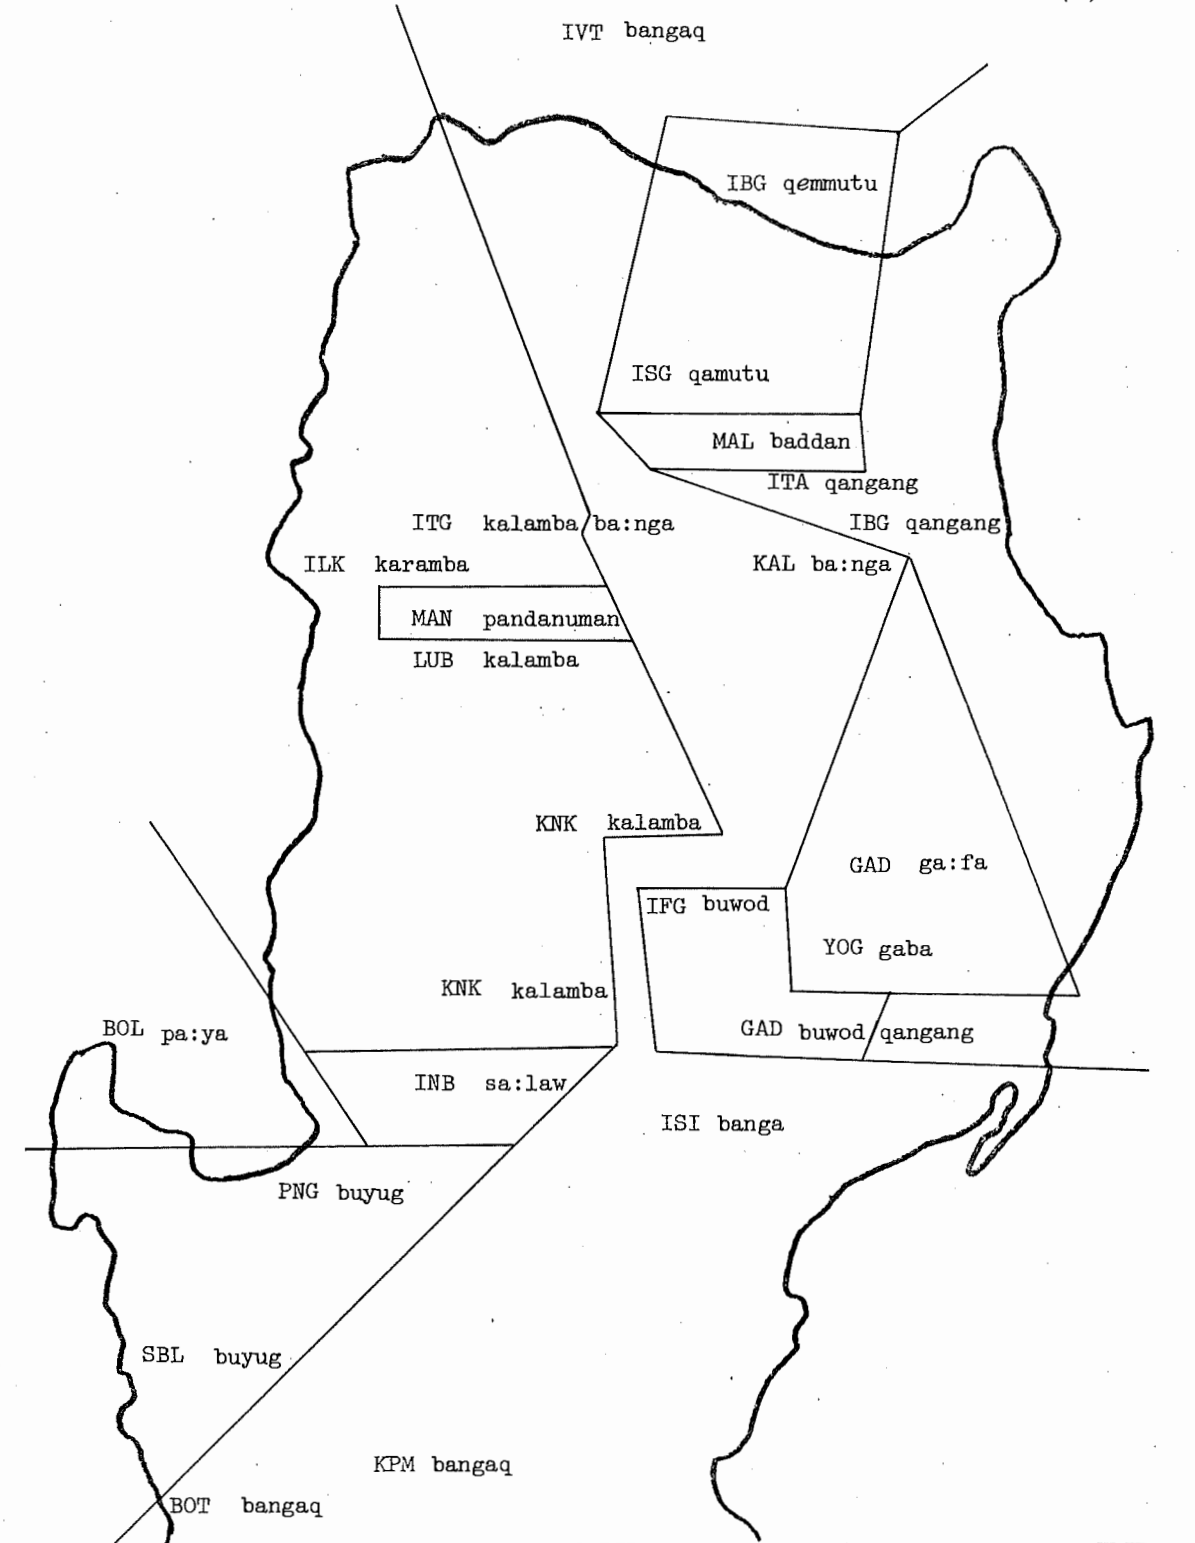 IVT bangaq
IBG qemmutu
ISG qamutu
MAL baddan
ITA qangang
ITG kalamba/ba:nga
IBG qangang
ILK karamba
KAL ba:nga
MAN pandanuman
LUB kalamba
KNK kalamba
GAD ga:fa
IFG buwod
YOG gaba
KNK kalamba
BOL pa:ya
GAD buwod/qangang
INB sa:law
ISI banga
PNG buyug
SBL buyug
KPM bangaq
BOT bangaq